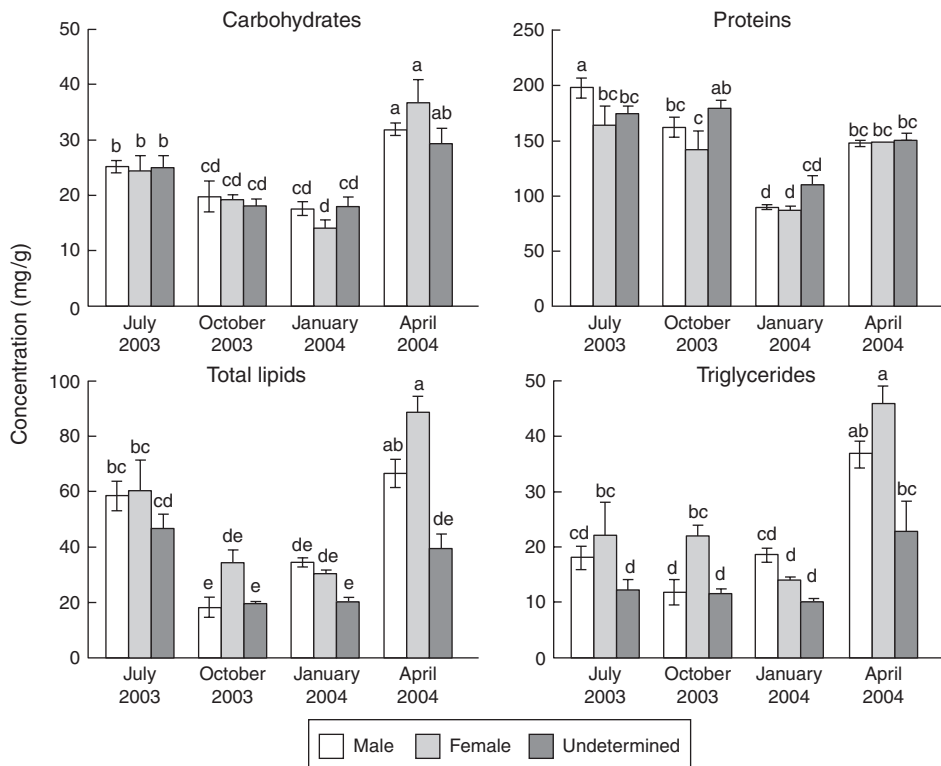 Carbohydrates
Proteins
Concentration (mg/g)
50
40
30
20
10
0
b b b
cd cd cd
cd d cd
a a ab
July October January April
2003 2003 2004 2004
250
200
150
100
50
0
a bc bc
bc c ab
d d cd
bc bc bc
July October January April
2003 2003 2004 2004
Total lipids
Triglycerides
100
80
60
40
20
0
bc bc cd
e de e
de de e
ab a de
July October January April
2003 2003 2004 2004
50
40
30
20
10
0
cd bc d
d bc d
cd d d
ab a bc
July October January April
2003 2003 2004 2004
Male Female Undetermined